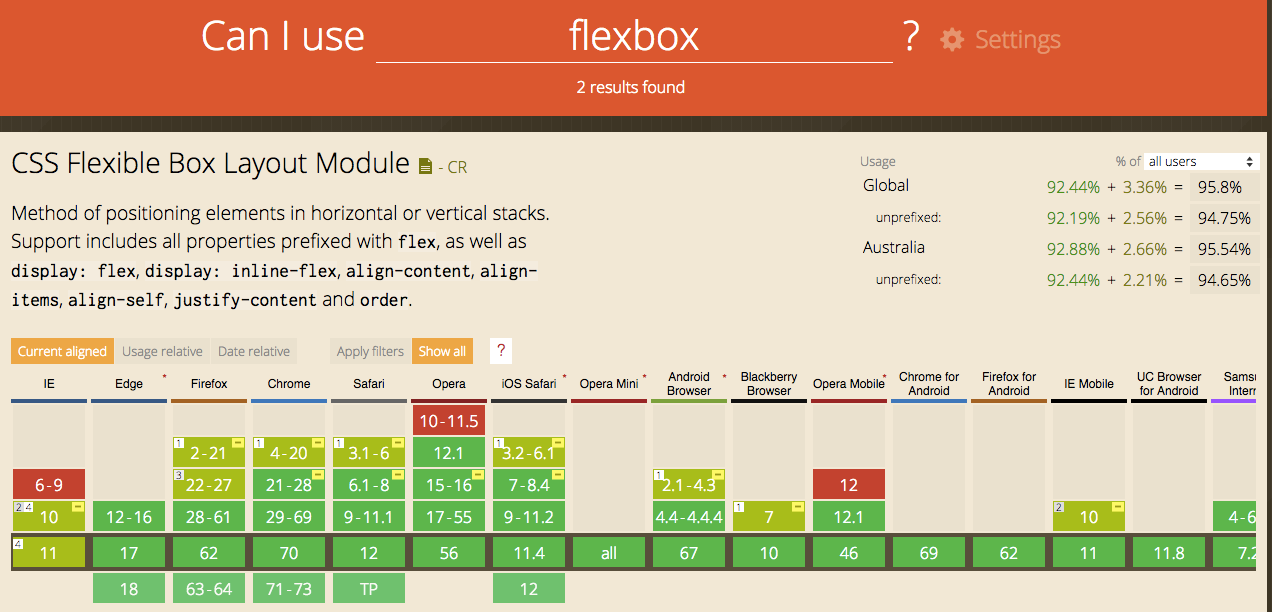 Can I use flexbox ? Settings
2 results found
CSS Flexible Box Layout Module - CR
Method of positioning elements in horizontal or vertical stacks.
Support includes all properties prefixed with flex, as well as
display: flex, display: inline-flex, align-content, align-
items, align-self, justify-content and order.
Usage % of all users
Global 92.44% + 3.36% = 95.8%
unprefixed: 92.19% + 2.56% = 94.75%
Australia 92.88% + 2.66% = 95.54%
unprefixed: 92.44% + 2.21% = 94.65%
Current aligned Usage relative Date relative Apply filters Show all ?
IE Edge * Firefox Chrome Safari Opera iOS Safari * Opera Mini * Android Browser * Blackberry Browser Opera Mobile * Chrome for Android Firefox for Android IE Mobile UC Browser for Android
10-11.5
1 2-21 1 4-20 1 3.1-6 12.1 1 3.2-6.1
6-9 3 22-27 21-28 6.1-8 15-16 7-8.4 1 2.1-4.3 12
2 4 10 12-16 28-61 29-69 9-11.1 17-55 9-11.2 4.4-4.4.4 1 7 12.1 2 10 4-6
4 11 17 62 70 12 56 11.4 all 67 10 46 69 62 11 11.8 7.2
18 63-64 71-73 TP 12